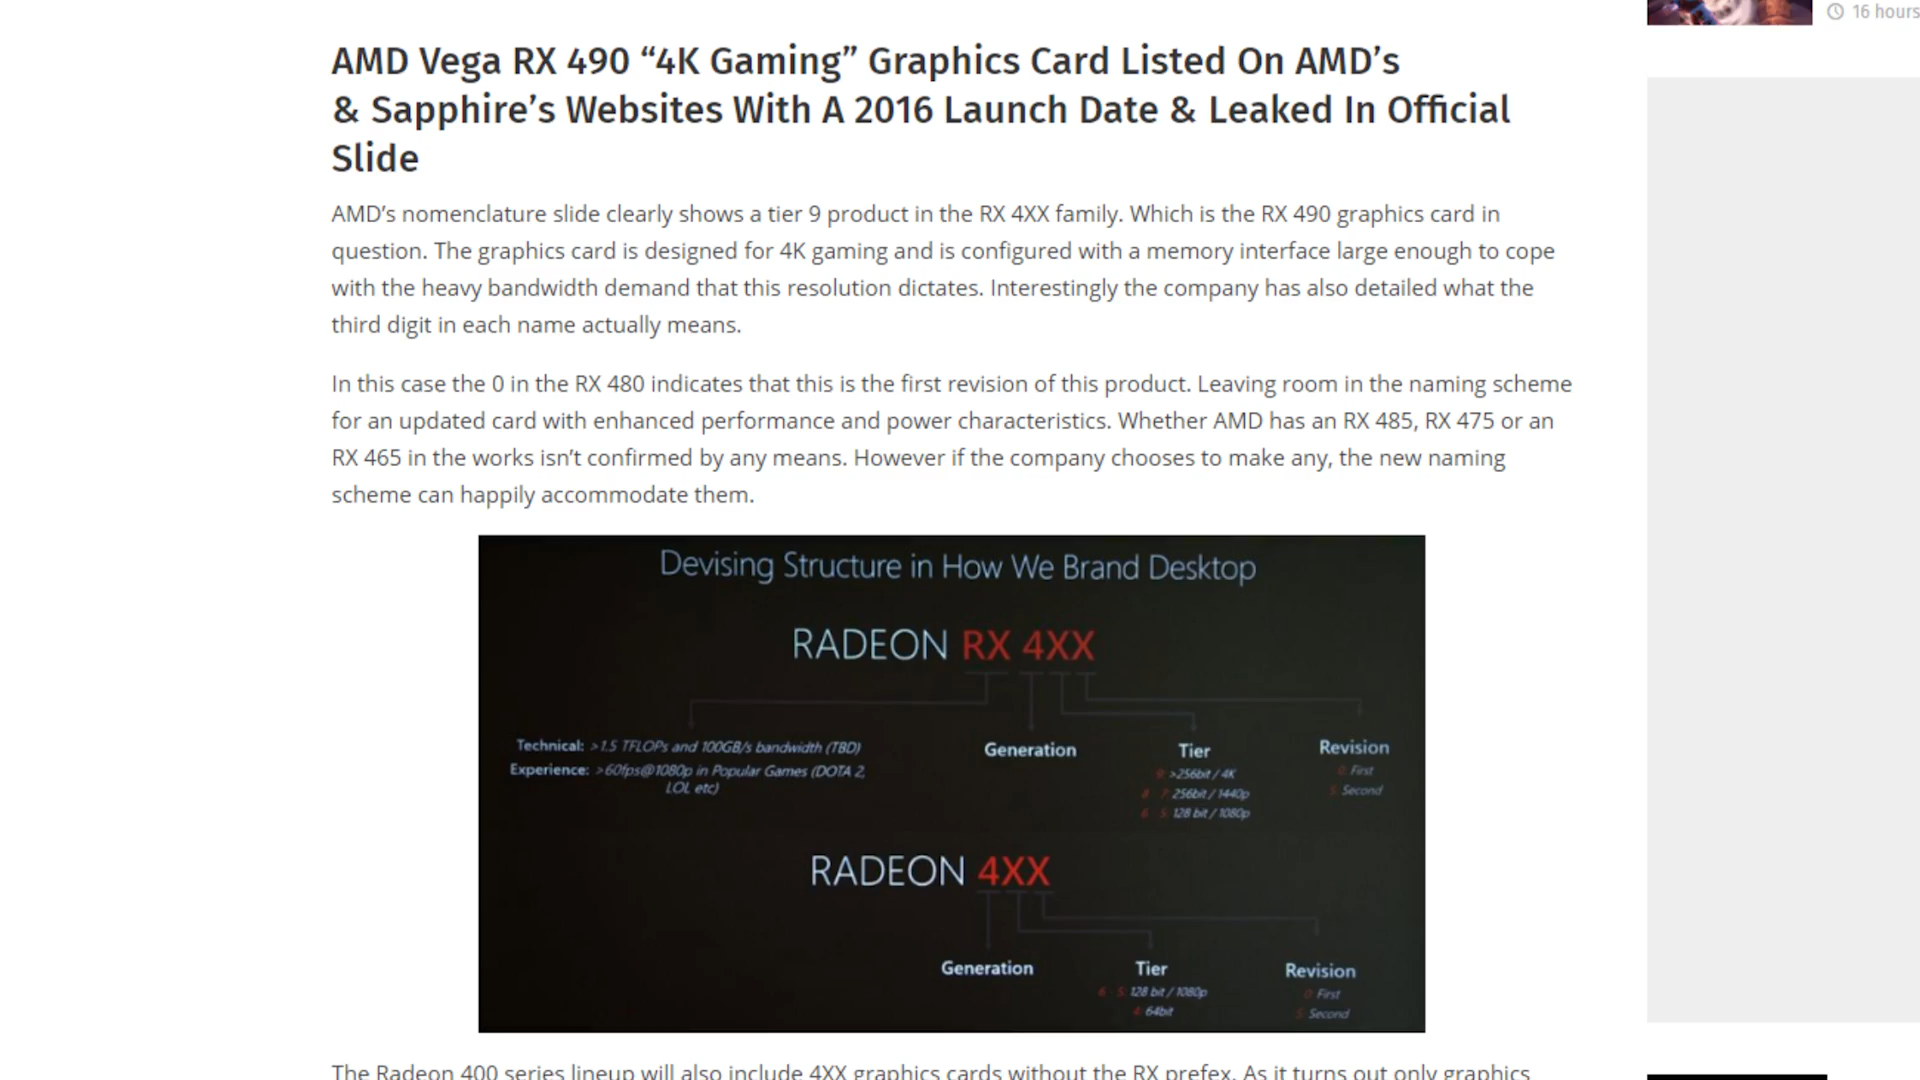 16 hours
AMD Vega RX 490 “4K Gaming” Graphics Card Listed On AMD’s
& Sapphire’s Websites With A 2016 Launch Date & Leaked In Official
Slide
AMD’s nomenclature slide clearly shows a tier 9 product in the RX 4XX family. Which is the RX 490 graphics card in
question. The graphics card is designed for 4K gaming and is configured with a memory interface large enough to cope
with the heavy bandwidth demand that this resolution dictates. Interestingly the company has also detailed what the
third digit in each name actually means.
In this case the 0 in the RX 480 indicates that this is the first revision of this product. Leaving room in the naming scheme
for an updated card with enhanced performance and power characteristics. Whether AMD has an RX 485, RX 475 or an
RX 465 in the works isn’t confirmed by any means. However if the company chooses to make any, the new naming
scheme can happily accommodate them.
Devising Structure in How We Brand Desktop
RADEON RX 4XX
Technical: >1.5 TFLOPs and 100GB/s bandwidth (TBD)
Experience: >60fps@1080p in Popular Games (DOTA 2,
LOL etc)
Generation
Tier
9: >256bit / 4K
8 - 7: 256bit / 1440p
6 - 5: 128 bit / 1080p
Revision
0: First
5: Second
RADEON 4XX
Generation
Tier
6 - 5: 128 bit / 1080p
4: 64bit
Revision
0: First
5: Second
The Radeon 400 series lineup will also include 4XX graphics cards without the RX prefex. As it turns out only graphics